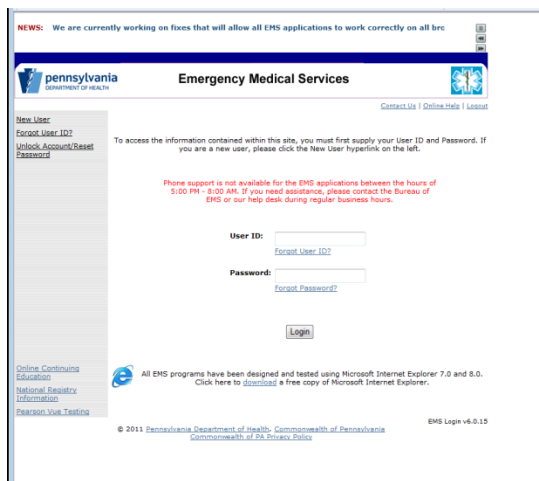 NEWS: We are currently working on fixes that will allow all EMS applications to work correctly on all brc
pennsylvania
DEPARTMENT OF HEALTH
Emergency Medical Services
Contact Us | Online Help | Logout
New User
Forgot User ID?
Unlock Account/Reset
Password
To access the information contained within this site, you must first supply your User ID and Password. If
you are a new user, please click the New User hyperlink on the left.
Phone support is not available for the EMS applications between the hours of
5:00 PM - 8:00 AM. If you need assistance, please contact the Bureau of
EMS or our help desk during regular business hours.
User ID:
Forgot User ID?
Password:
Forgot Password?
Login
Online Continuing
Education
National Registry
Information
Pearson Vue Testing
All EMS programs have been designed and tested using Microsoft Internet Explorer 7.0 and 8.0.
Click here to download a free copy of Microsoft Internet Explorer.
EMS Login v6.0.15
© 2011 Pennsylvania Department of Health, Commonwealth of Pennsylvania
Commonwealth of PA Privacy Policy